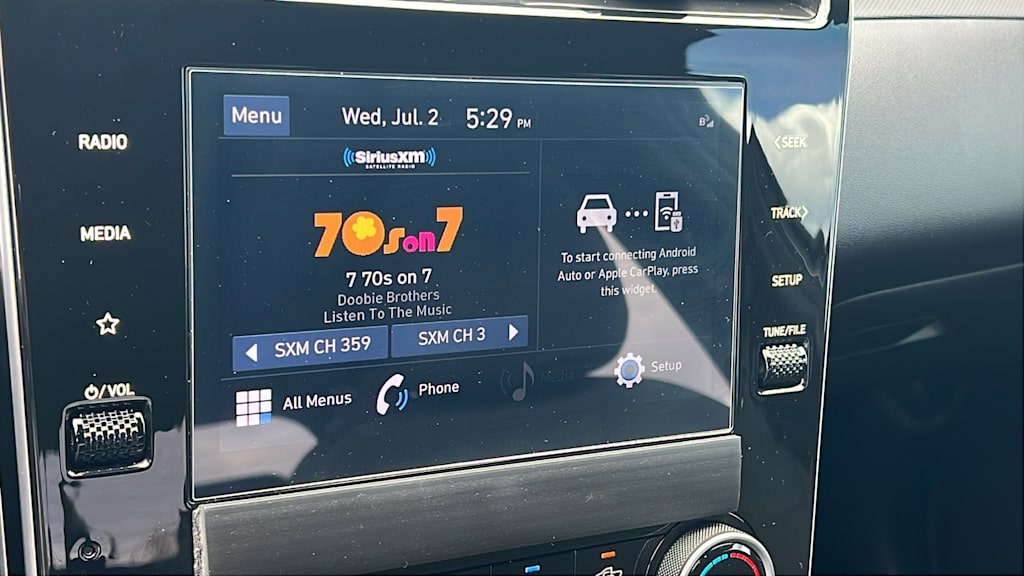 RADIO
MEDIA
⏻/VOL
Menu
Wed, Jul. 2
5:29 PM
SiriusXM
SATELLITE RADIO
70s on 7
7 70s on 7
Doobie Brothers
Listen To The Music
SXM CH 359
SXM CH 3
To start connecting Android
Auto or Apple CarPlay, press
this widget.
All Menus
Phone
Media
Setup
<SEEK
TRACK>
SETUP
TUNE/FILE